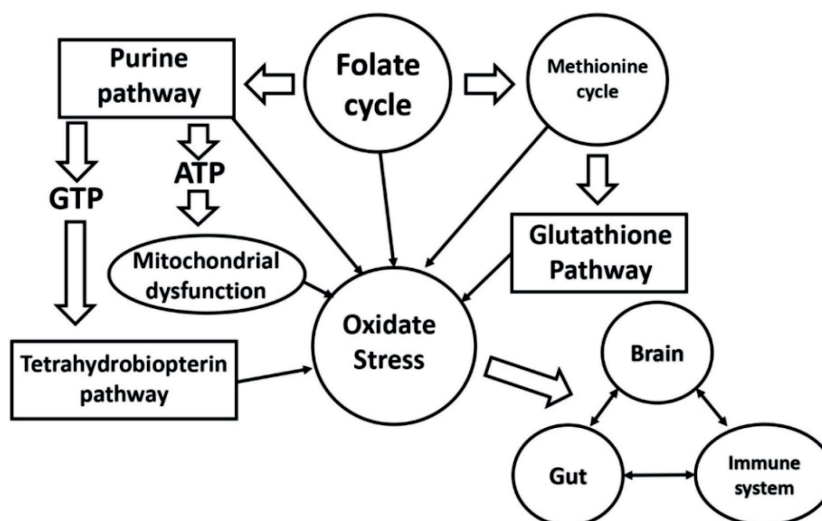 Purine
pathway
Folate
cycle
Methionine
cycle
GTP
ATP
Mitochondrial
dysfunction
Glutathione
Pathway
Oxidate
Stress
Tetrahydrobiopterin
pathway
Brain
Gut
Immune
system